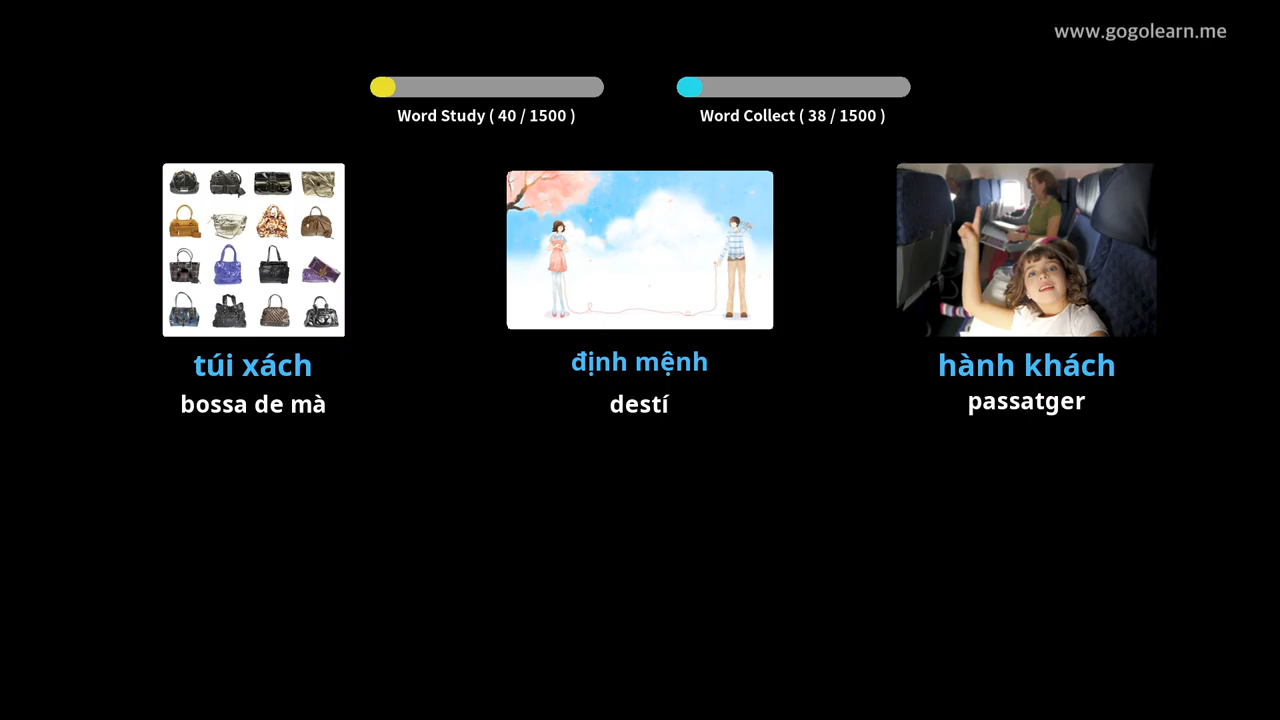 www.gogolearn.me
Word Study ( 40 / 1500 )
Word Collect ( 38 / 1500 )
túi xách
bossa de mà
định mệnh
destí
hành khách
passatger